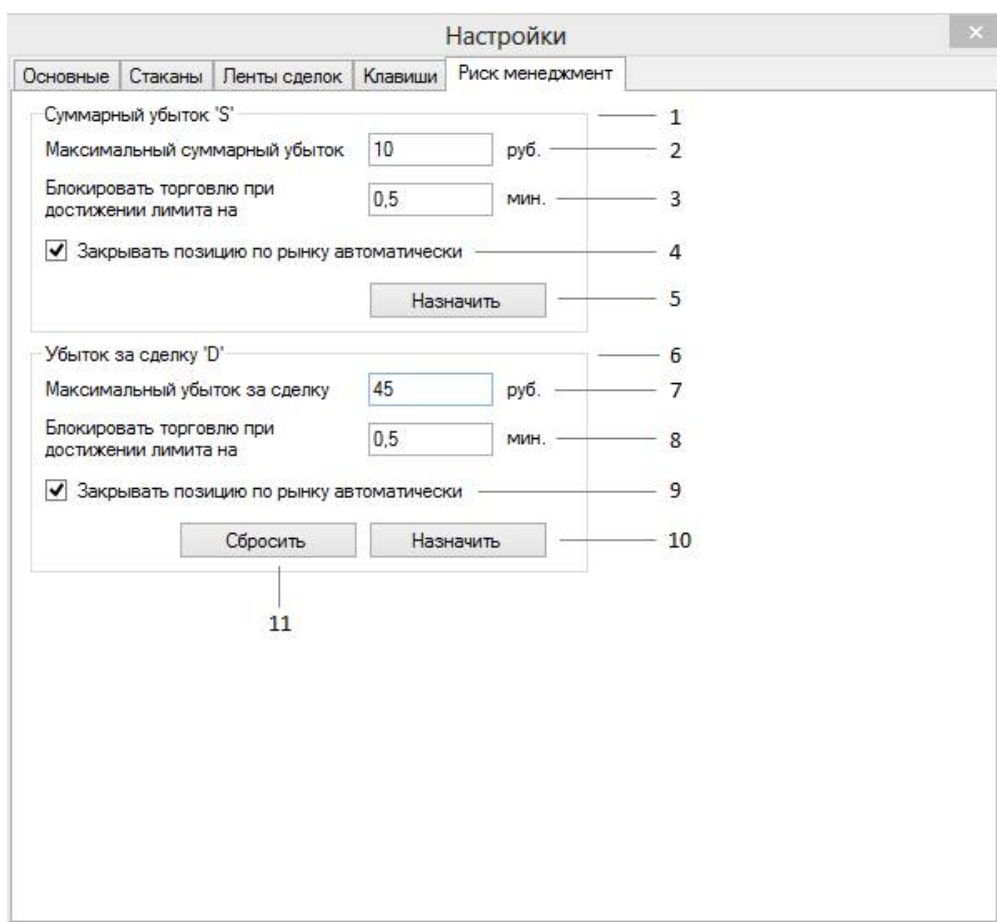 Настройки
Основные Стаканы Ленты сделок Клавиши Риск менеджмент
Суммарный убыток 'S' 1
Максимальный суммарный убыток 10 руб. 2
Блокировать торговлю при
достижении лимита на 0,5 мин. 3
Закрывать позицию по рынку автоматически 4
Назначить 5
Убыток за сделку 'D' 6
Максимальный убыток за сделку 45 руб. 7
Блокировать торговлю при
достижении лимита на 0,5 мин. 8
Закрывать позицию по рынку автоматически 9
Сбросить Назначить 10
11